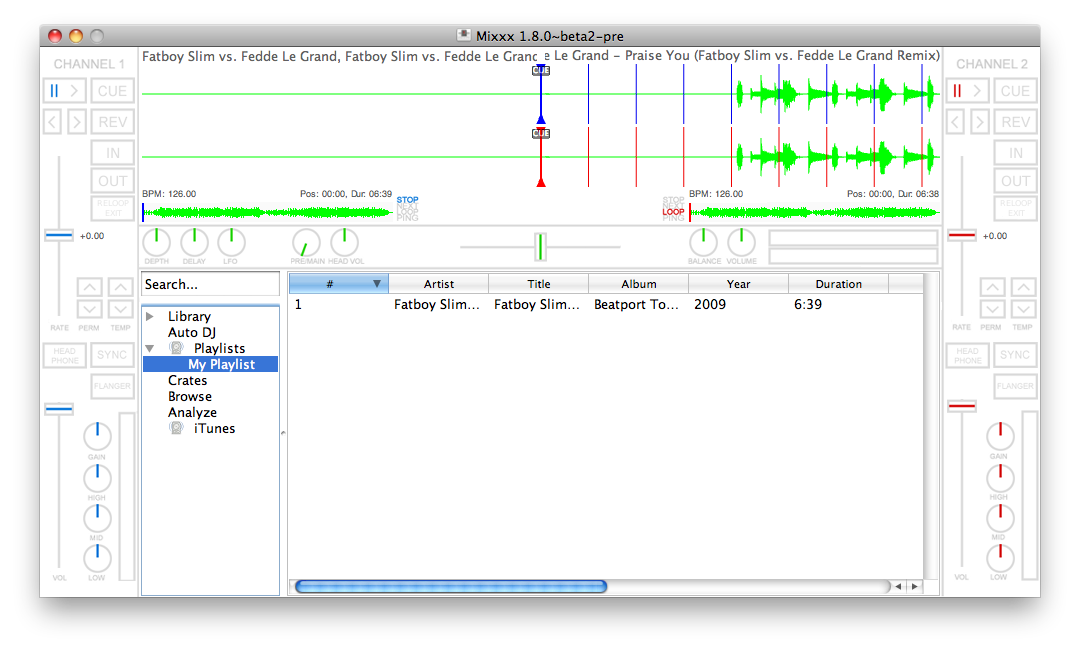 Mixxx 1.8.0~beta2-pre
CHANNEL 1
CUE
REV
IN
OUT
RELOOP
EXIT
+0.00
RATE PERM TEMP
HEAD
PHONE
SYNC
FLANGER
GAIN
HIGH
MID
LOW
VOL
Fatboy Slim vs. Fedde Le Grand, Fatboy Slim vs. Fedde Le Grand
e Le Grand - Praise You (Fatboy Slim vs. Fedde Le Grand Remix)
CUE
CUE
BPM: 126.00 Pos: 00:00, Dur: 06:39
STOP
NEXT
LOOP
PING
BPM: 126.00 Pos: 00:00, Dur: 06:38
STOP
NEXT
LOOP
PING
DEPTH DELAY LFO PRE/MAIN HEAD VOL BALANCE VOLUME
Search...
Library
Auto DJ
Playlists
My Playlist
Crates
Browse
Analyze
iTunes
# Artist Title Album Year Duration
1 Fatboy Slim... Fatboy Slim... Beatport To... 2009 6:39
CHANNEL 2
CUE
REV
IN
OUT
RELOOP
EXIT
+0.00
RATE PERM TEMP
HEAD
PHONE
SYNC
FLANGER
GAIN
HIGH
MID
LOW
VOL